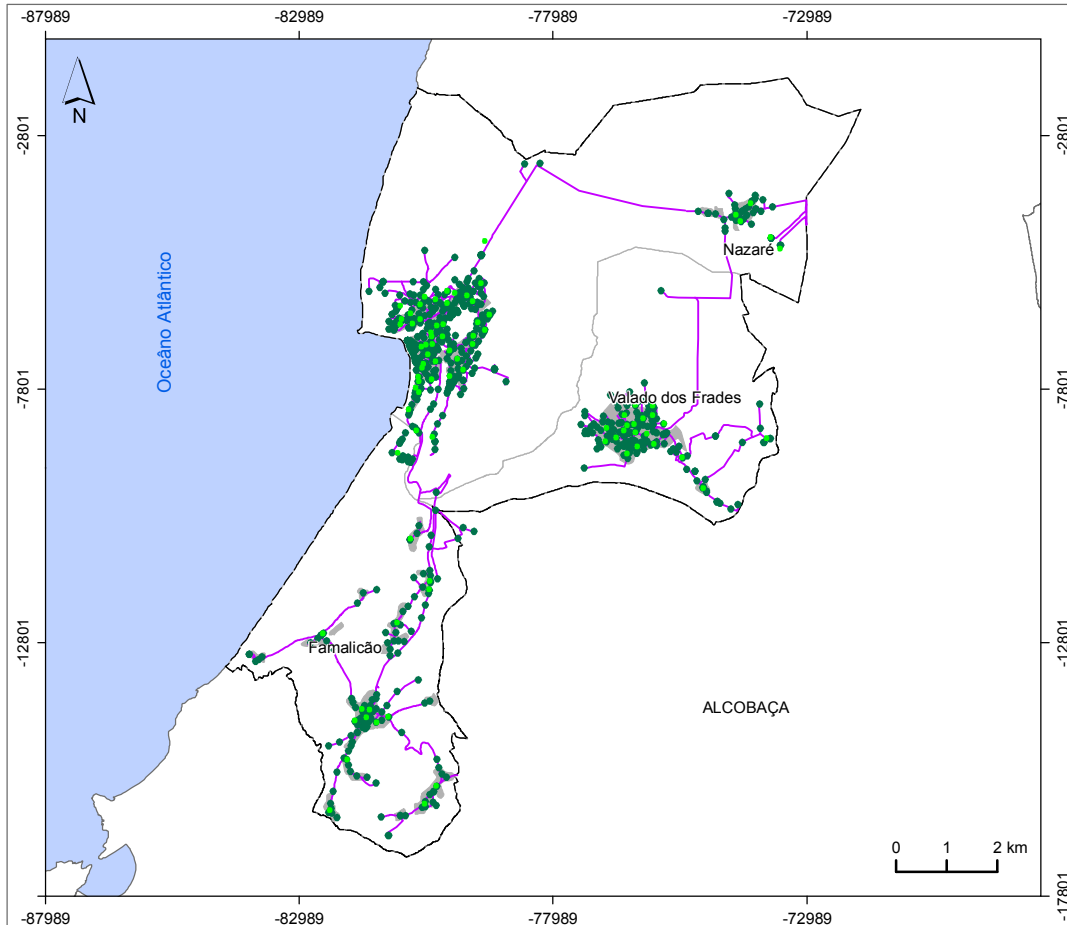 -87989 -82989 -77989 -72989
N
-2801 -2801
Oceâno Atlântico
Nazaré
-7801 -7801
Valado dos Frades
-12801 -12801
Famalicão
ALCOBAÇA
0 1 2 km
-17801
-87989 -82989 -77989 -72989